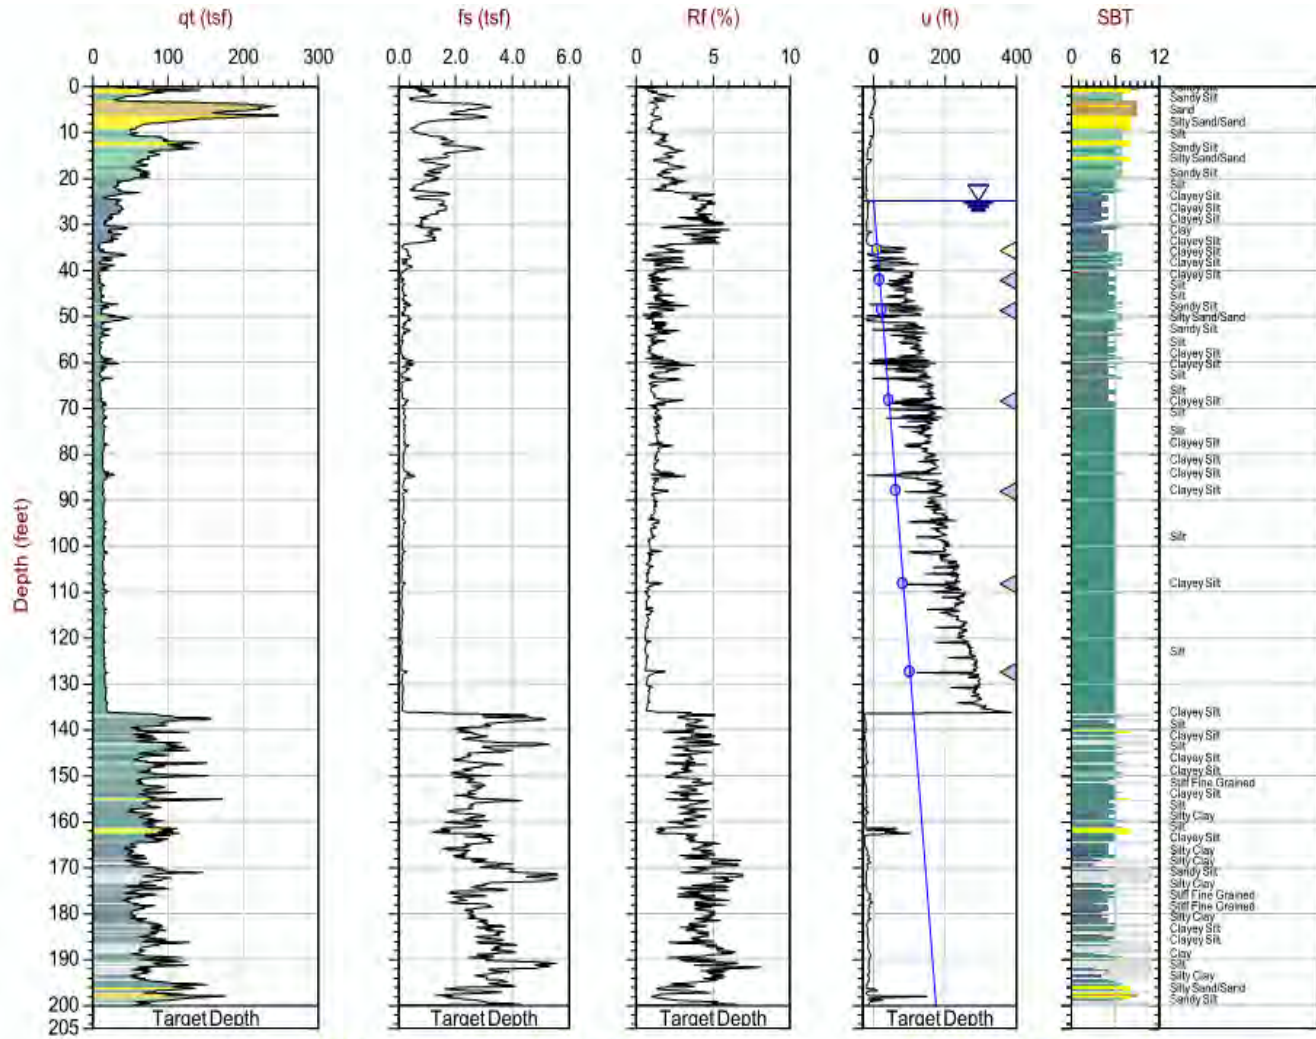 qt (tsf) fs (tsf) Rf (%) u (ft) SBT
0 100 200 300 0.0 2.0 4.0 6.0 0 5 10 0 200 400 0 6 12
Depth (feet)
0
10
20
30
40
50
60
70
80
90
100
110
120
130
140
150
160
170
180
190
200
205
Sandy Silt
Sand
Silty Sand/Sand
Silt
Sandy Silt
Silty Sand/Sand
Sandy Silt
Silt
Clayey Silt
Clayey Silt
Clayey Silt
Clay
Clayey Silt
Clayey Silt
Clayey Silt
Clayey Silt
Silt
Silt
Sandy Silt
Silty Sand/Sand
Sandy Silt
Silt
Clayey Silt
Clayey Silt
Silt
Silt
Clayey Silt
Silt
Silt
Clayey Silt
Clayey Silt
Clayey Silt
Clayey Silt
Silt
Clayey Silt
Silt
Clayey Silt
Silt
Clayey Silt
Silt
Clayey Silt
Clayey Silt
Stiff Fine Grained
Clayey Silt
Silt
Silty Clay
Silt
Clayey Silt
Silty Clay
Silty Clay
Sandy Silt
Silty Clay
Stiff Fine Grained
Stiff Fine Grained
Silty Clay
Clayey Silt
Clayey Silt
Clay
Silt
Silty Clay
Silty Sand/Sand
Sandy Silt
Target Depth Target Depth Target Depth Target Depth